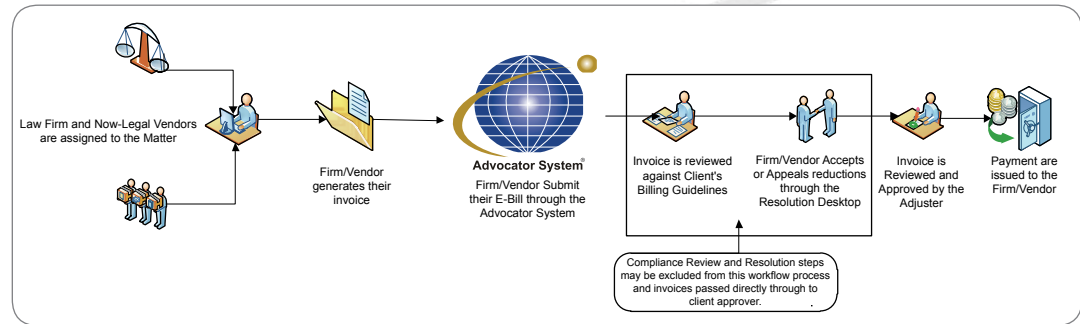 Law Firm and Now-Legal Vendors
are assigned to the Matter
Firm/Vendor
generates their
invoice
Advocator System®
Firm/Vendor Submit
their E-Bill through the
Advocator System
Invoice is reviewed
against Client's
Billing Guidelines
Firm/Vendor Accepts
or Appeals reductions
through the
Resolution Desktop
Invoice is
Reviewed and
Approved by the
Adjuster
Payment are
issued to the
Firm/Vendor
Compliance Review and Resolution steps
may be excluded from this workflow process
and invoices passed directly through to
client approver. .